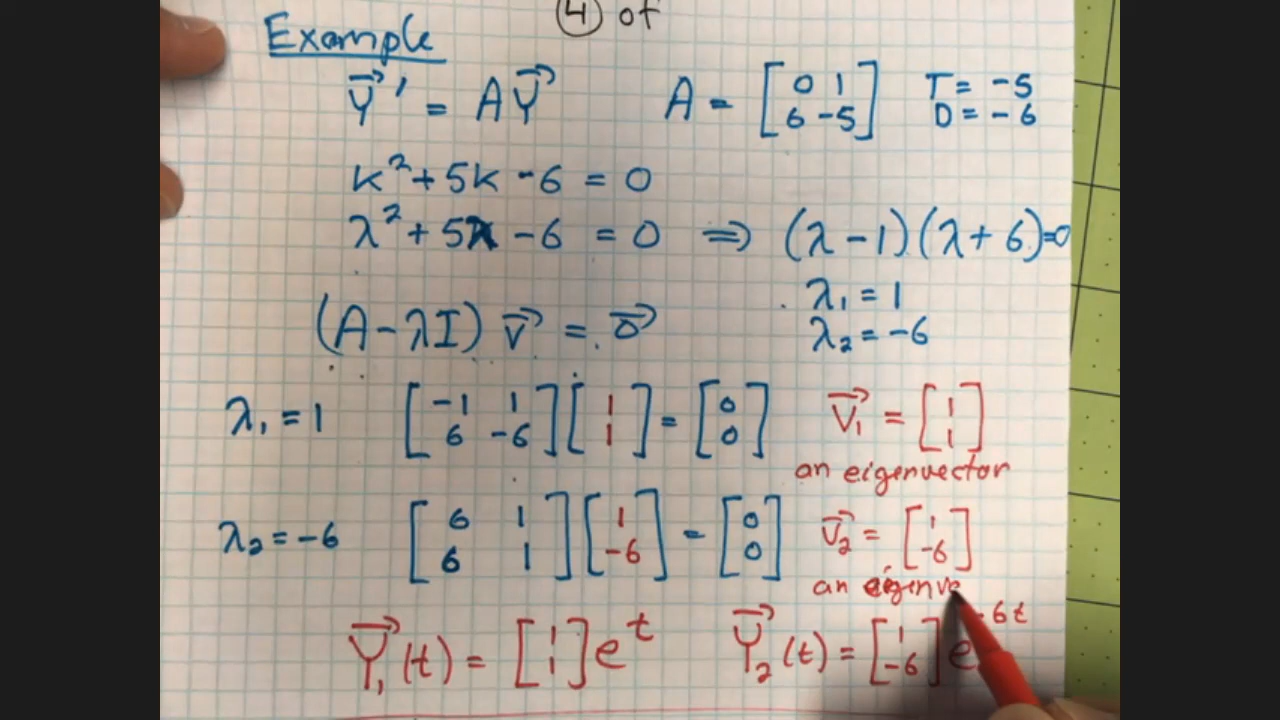 ④ of
Example
Y⃗' = AY⃗   A = [0 1; 6 -5]   T = -5
D = -6
k² + 5k - 6 = 0
λ² + 5λ - 6 = 0 ⟹ (λ - 1)(λ + 6) = 0
λ₁ = 1
λ₂ = -6
(A - λI) v⃗ = 0⃗
λ₁ = 1   [-1 1; 6 -6] [1; 1] = [0; 0]   v⃗₁ = [1; 1]
an eigenvector
λ₂ = -6   [6 1; 6 1] [1; -6] = [0; 0]   v⃗₂ = [1; -6]
an eigenve
Y⃗₁(t) = [1; 1] e^t   Y⃗₂(t) = [1; -6] e^-6t